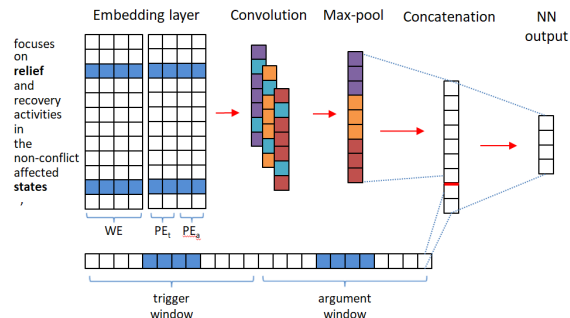 Embedding layer
Convolution
Max-pool
Concatenation
NN
output
focuses
on
relief
and
recovery
activities
in
the
non-conflict
affected
states
,
WE
PEt
PEa
trigger
window
argument
window